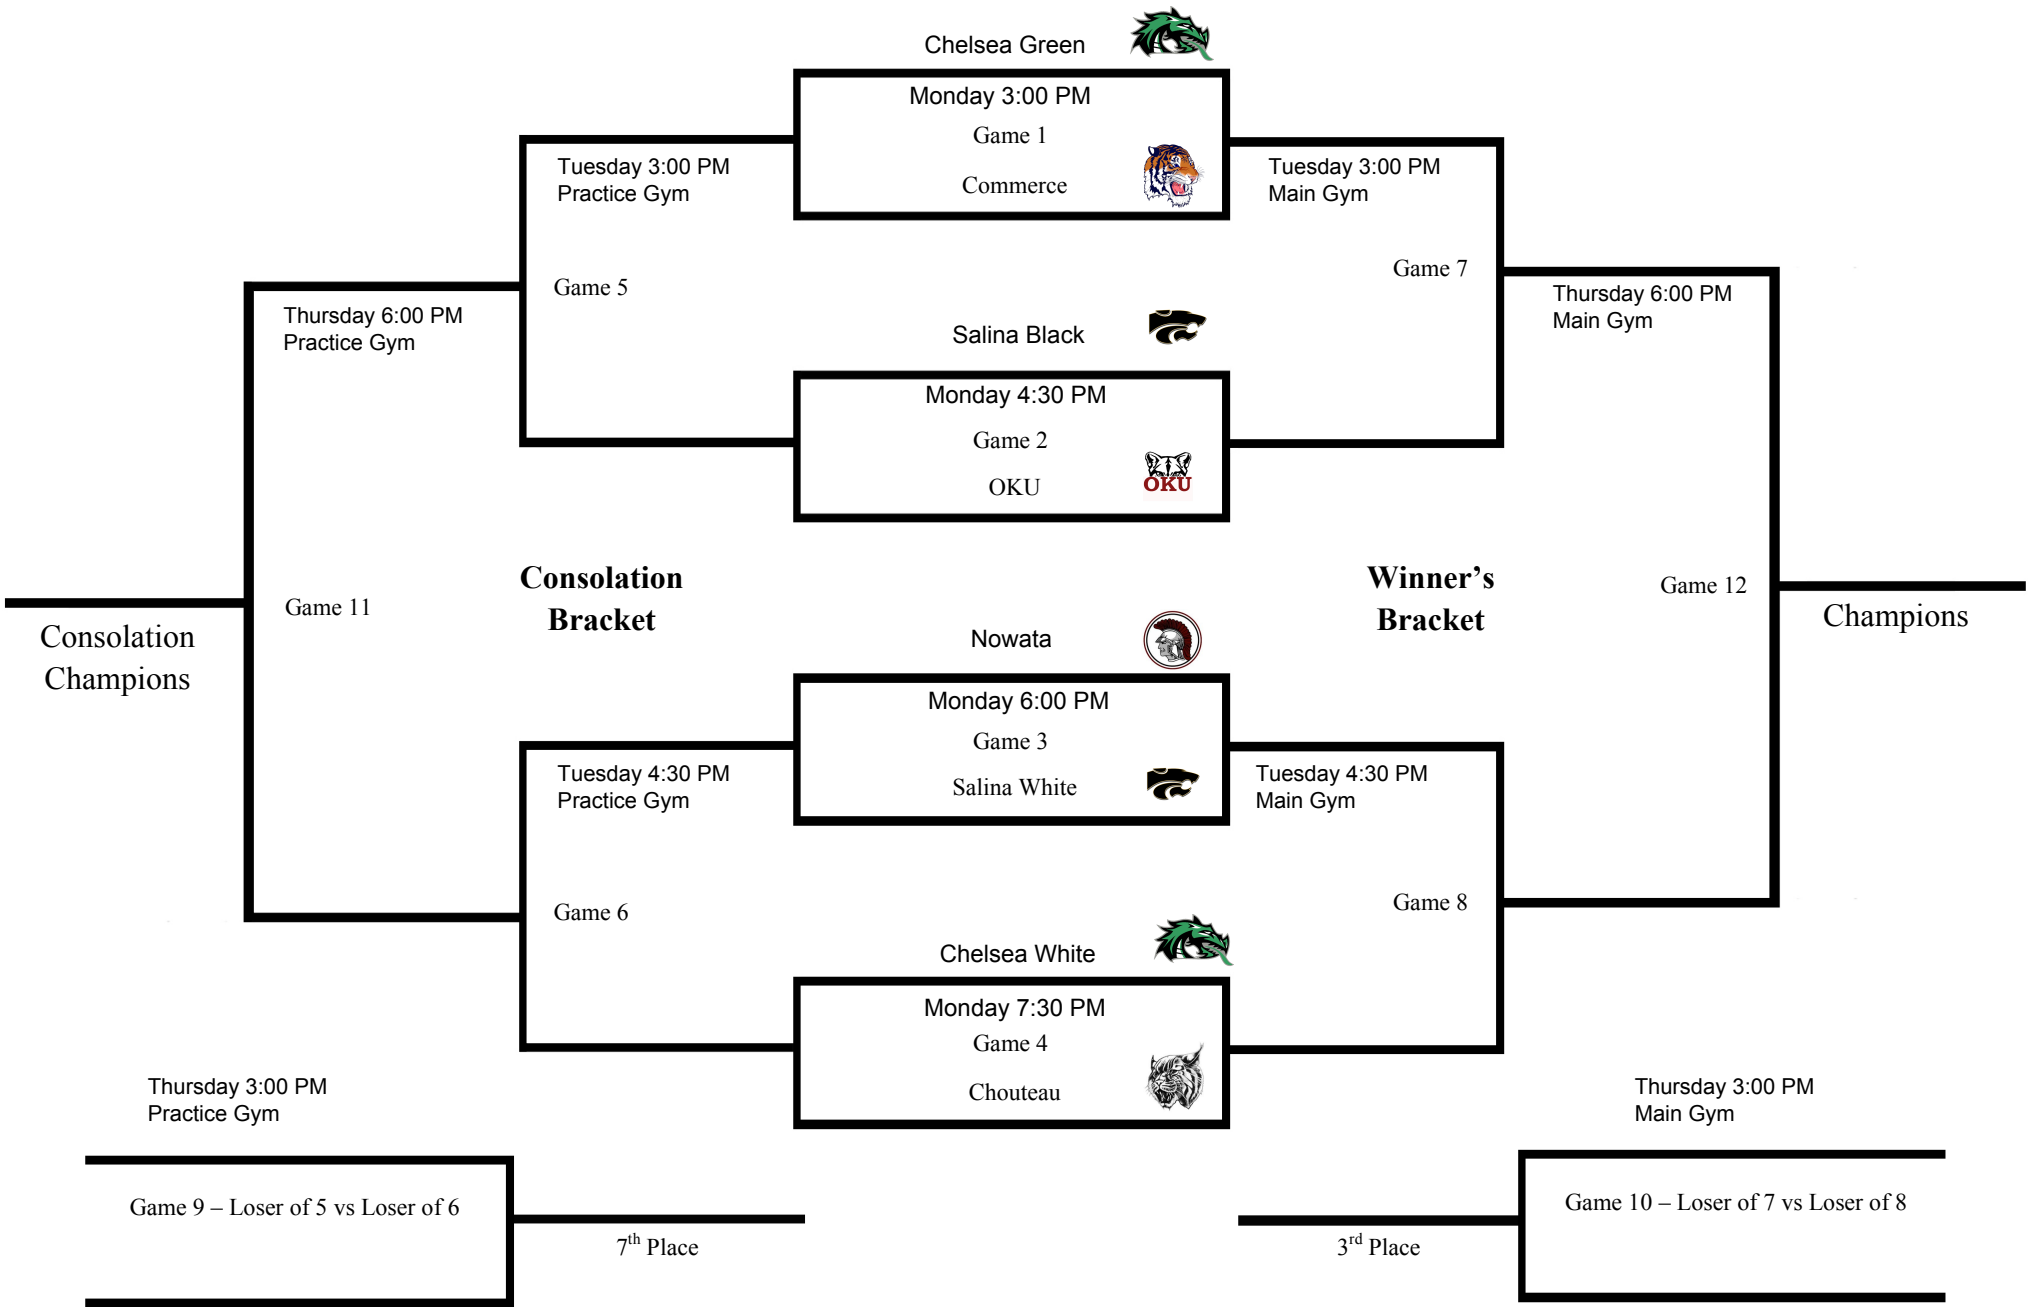 Chelsea Green
Monday 3:00 PM
Game 1
Commerce
Tuesday 3:00 PM
Practice Gym
Tuesday 3:00 PM
Main Gym
Game 5
Game 7
Thursday 6:00 PM
Practice Gym
Thursday 6:00 PM
Main Gym
Salina Black
Monday 4:30 PM
Game 2
OKU
OKU
Consolation
Bracket
Winner’s
Bracket
Game 11
Game 12
Consolation
Champions
Champions
Nowata
Monday 6:00 PM
Game 3
Salina White
Tuesday 4:30 PM
Practice Gym
Tuesday 4:30 PM
Main Gym
Game 6
Game 8
Chelsea White
Monday 7:30 PM
Game 4
Chouteau
Thursday 3:00 PM
Practice Gym
Thursday 3:00 PM
Main Gym
Game 9 – Loser of 5 vs Loser of 6
7th Place
Game 10 – Loser of 7 vs Loser of 8
3rd Place